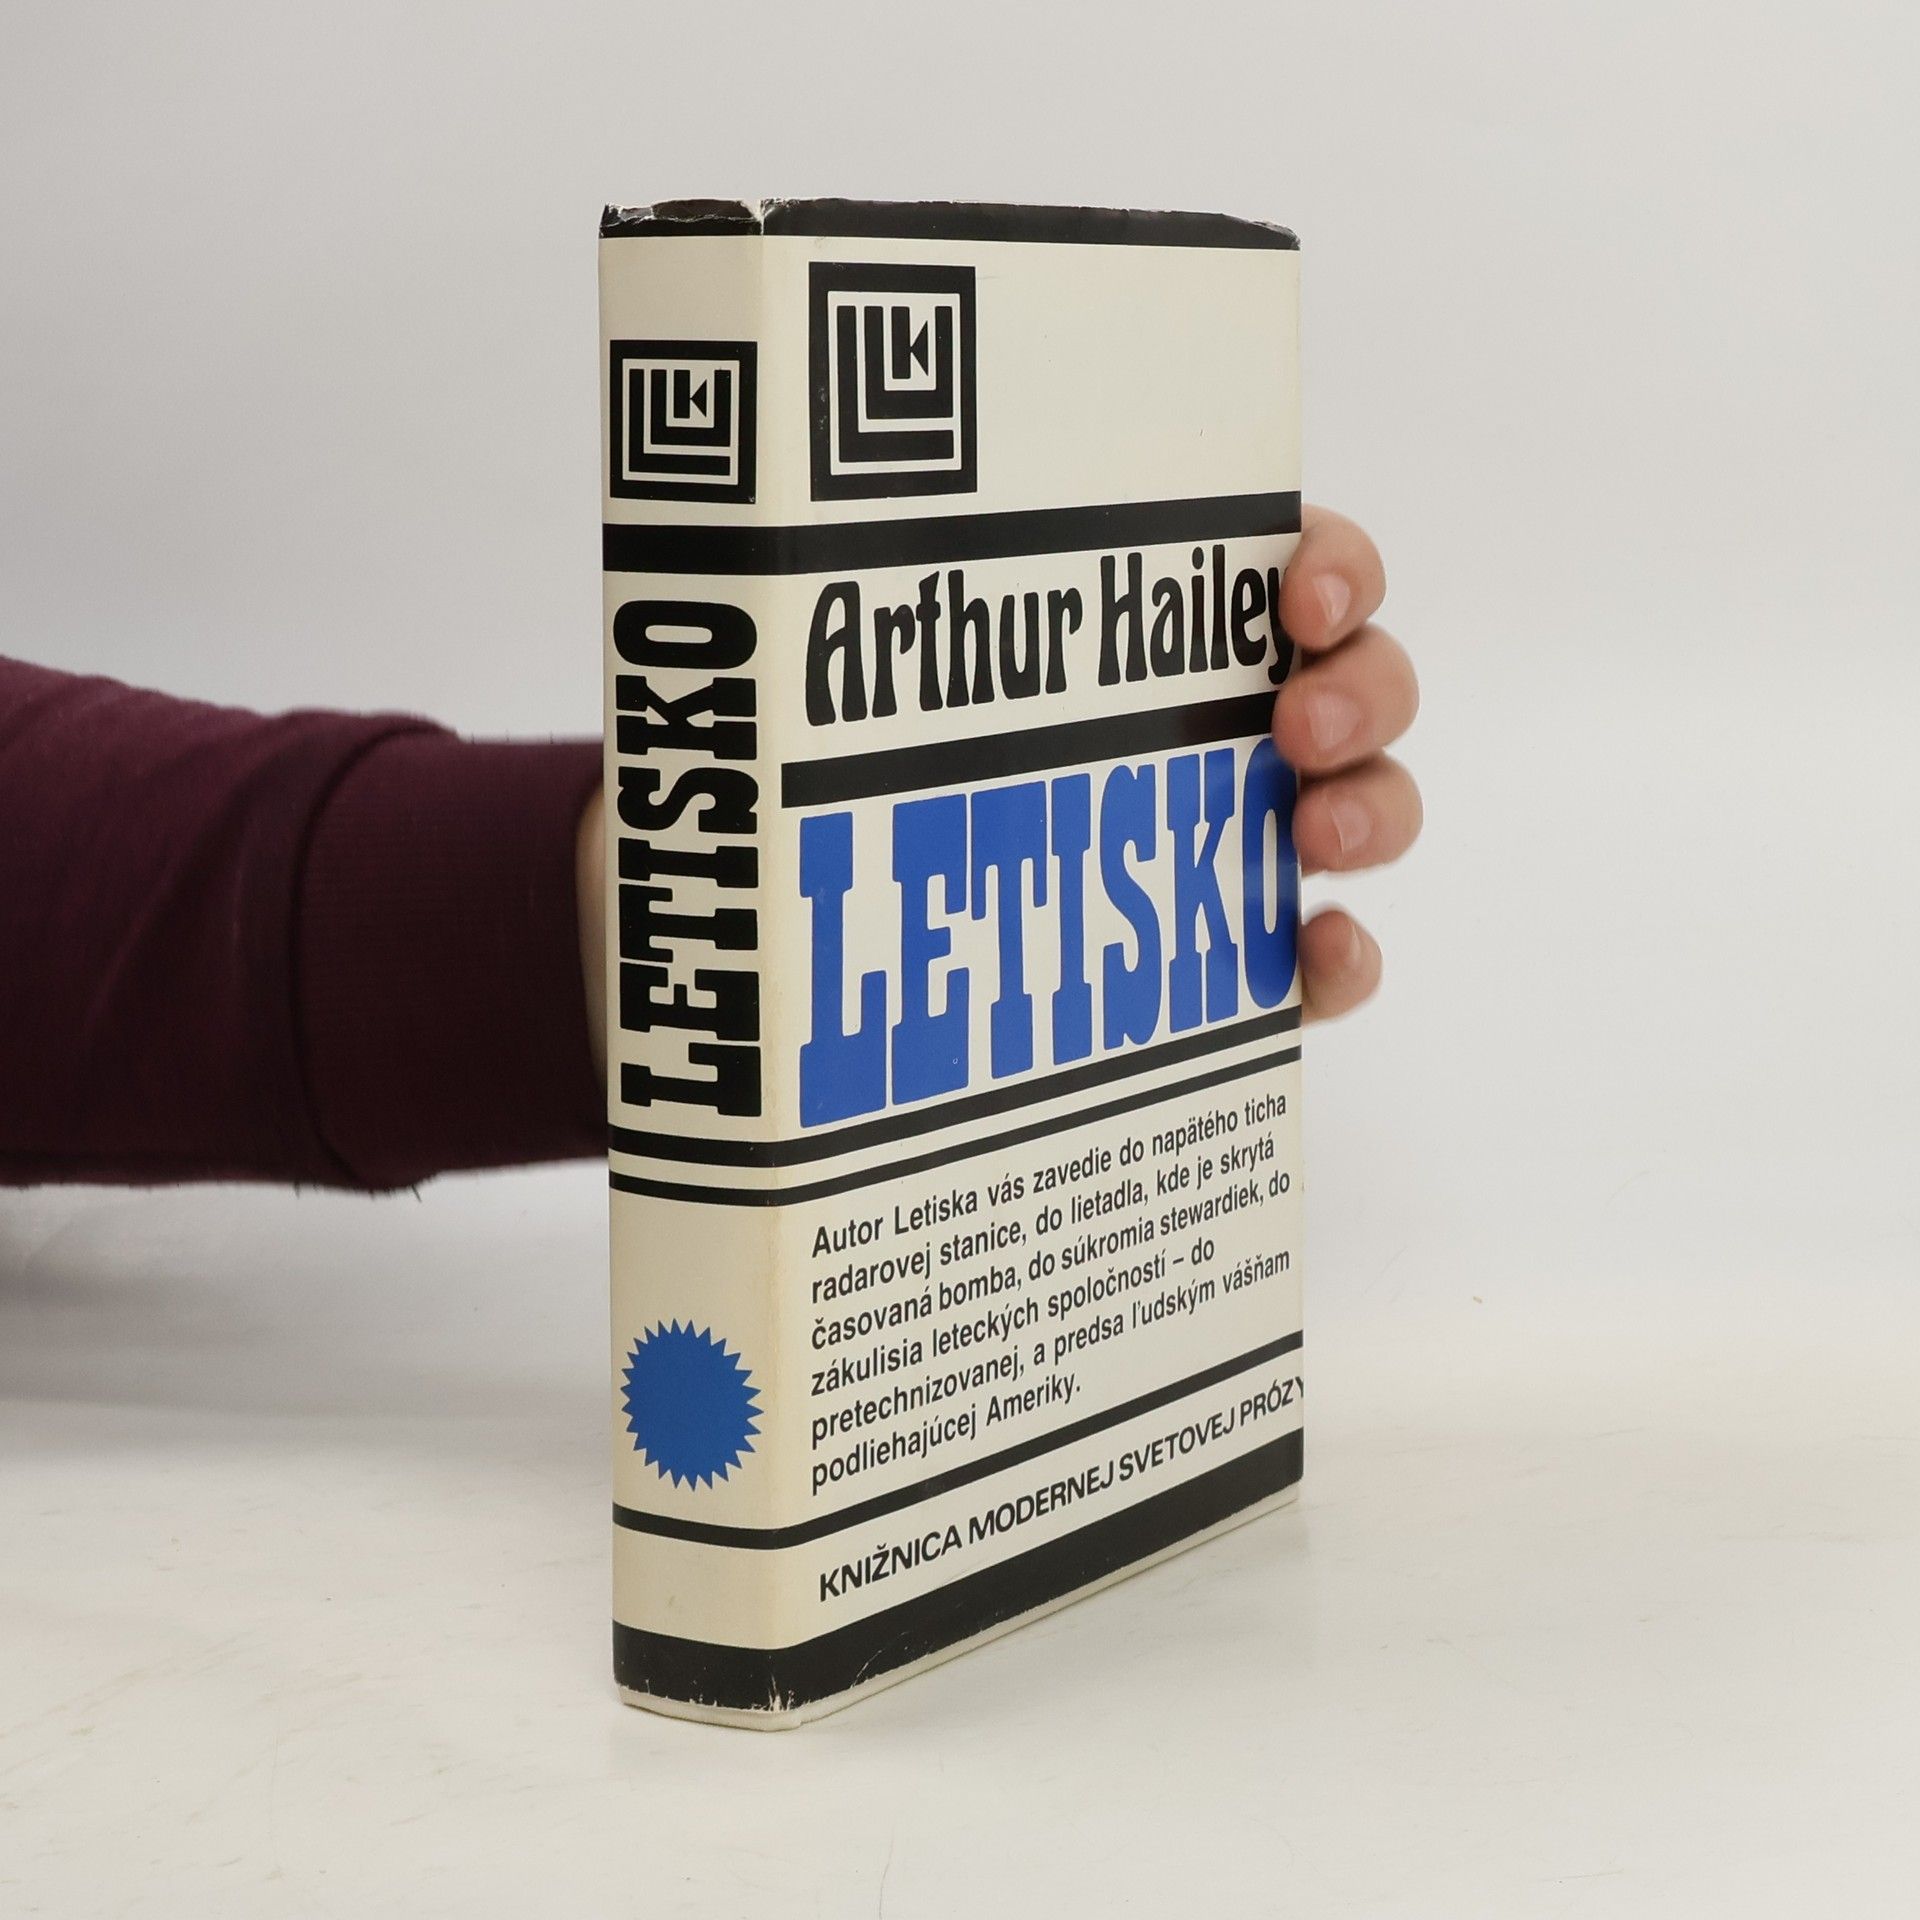 LETISKO
Arthur Hailey
LETISKO
Autor Letiska vás zavedie do napätého ticha
radarovej stanice, do lietadla, kde je skrytá
časovaná bomba, do súkromia stewardiek, do
zákulisia leteckých spoločností – do
pretechnizovanej, a predsa ľudským vášňam
podliehajúcej Ameriky.
KNIŽNICA MODERNEJ SVETOVEJ PRÓZY